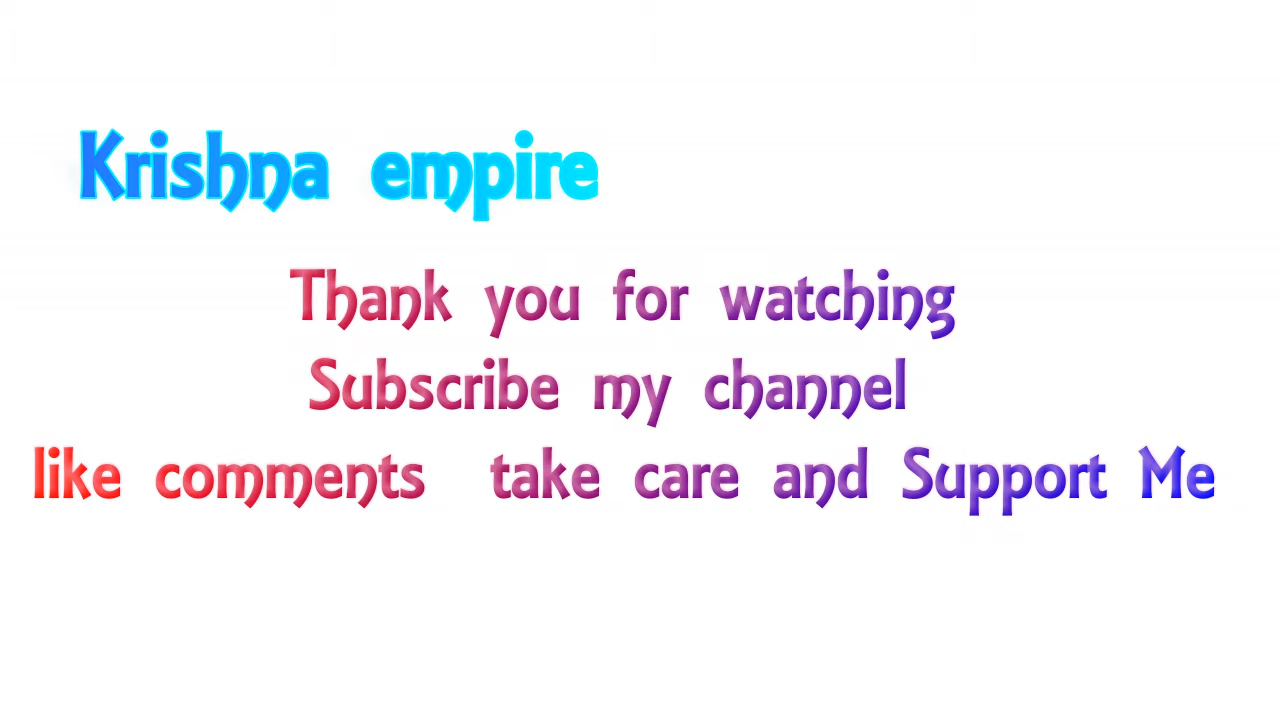 Krishna empire
Thank you for watching
Subscribe my channel
like comments take care and Support Me